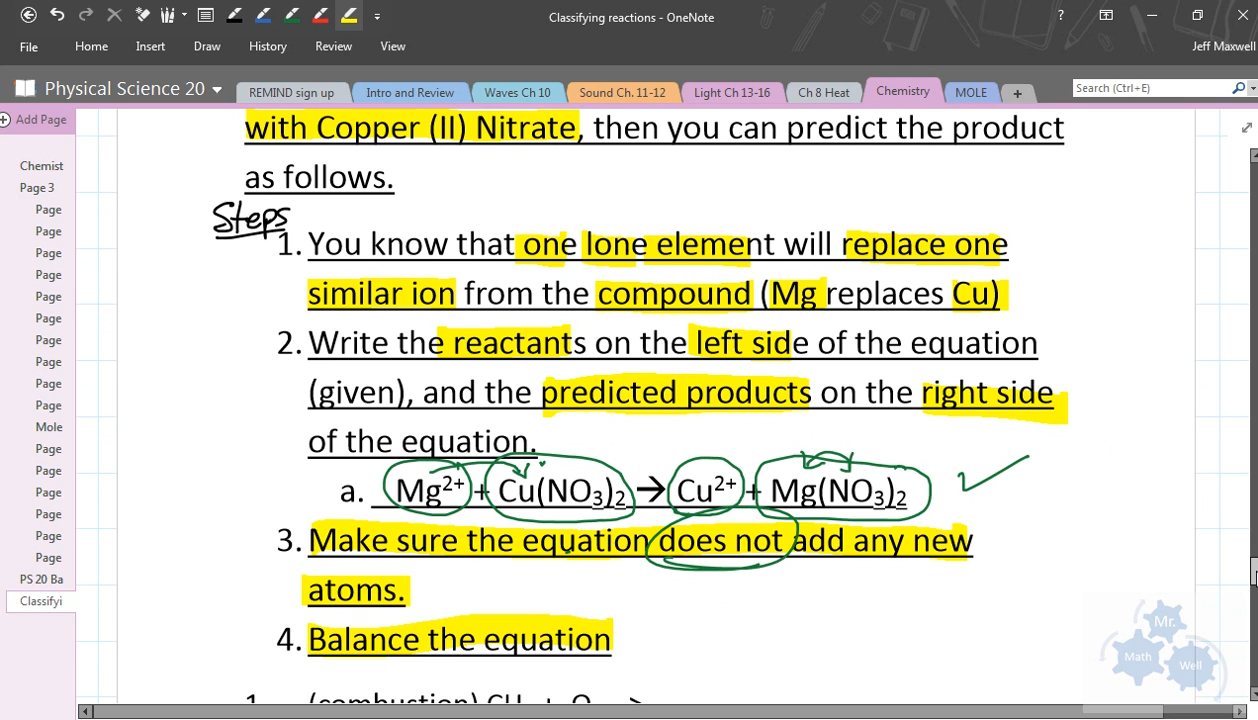 Classifying reactions - OneNote
?
File Home Insert Draw History Review View
Jeff Maxwell
Physical Science 20
REMIND sign up Intro and Review Waves Ch 10 Sound Ch. 11-12 Light Ch 13-16 Ch 8 Heat Chemistry MOLE +
Search (Ctrl+E)
Add Page
Chemist
Page 3
Page
Page
Page
Page
Page
Page
Page
Page
Page
Page
Mole
Page
Page
Page
Page
Page
Page
PS 20 Ba
Classifyi
with Copper (II) Nitrate, then you can predict the product
as follows.
Steps
1. You know that one lone element will replace one
similar ion from the compound (Mg replaces Cu)
2. Write the reactants on the left side of the equation
(given), and the predicted products on the right side
of the equation.
a. Mg²⁺ + Cu(NO₃)₂ → Cu²⁺ + Mg(NO₃)₂ ✓
3. Make sure the equation does not add any new
atoms.
4. Balance the equation
Mr.
Math
Well